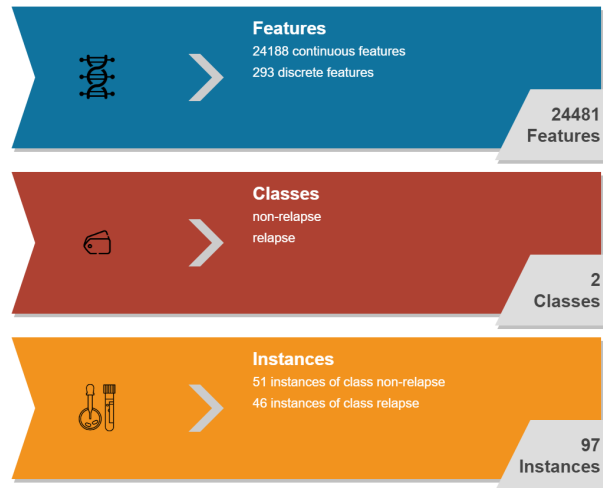 Features
24188 continuous features
293 discrete features
24481
Features
Classes
non-relapse
relapse
2
Classes
Instances
51 instances of class non-relapse
46 instances of class relapse
97
Instances